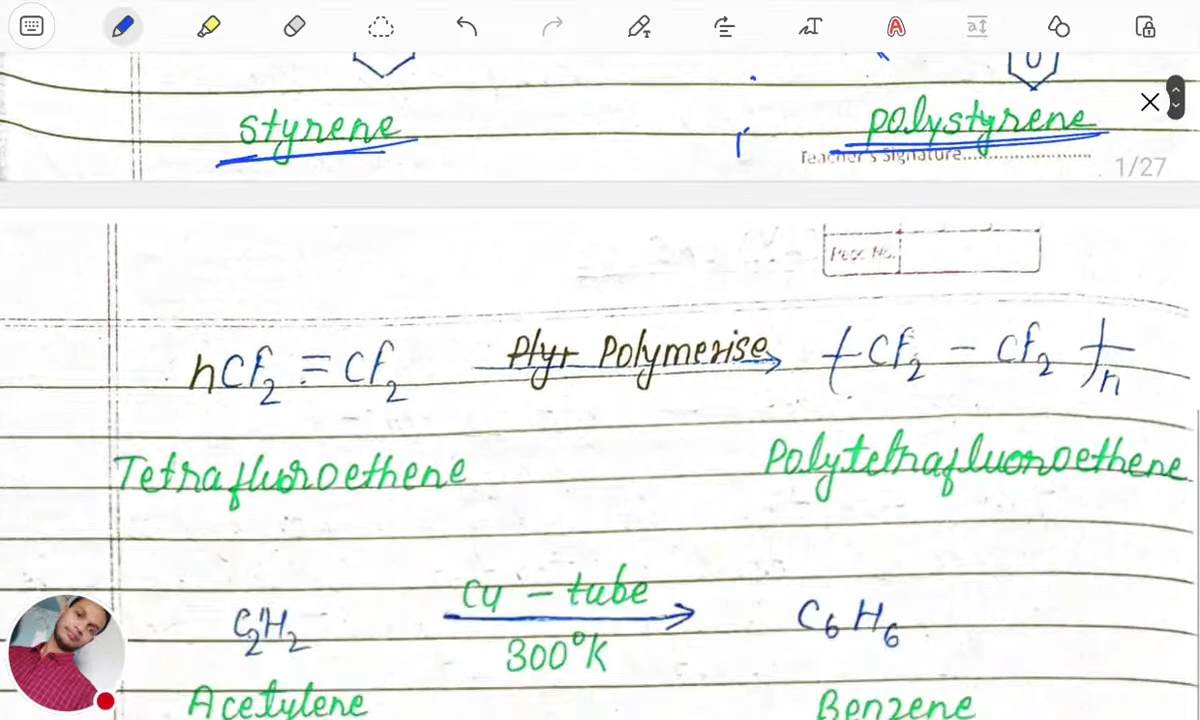 styrene polystyrene
Teacher's Signature
1/27
Page No.
nCf₂ = Cf₂ Polymerise ( Cf₂ - Cf₂ )n
Tetrafluoroethene Polytetrafluoroethene
Cu - tube
C₂H₂ C₆H₆
300°K
Acetylene Benzene